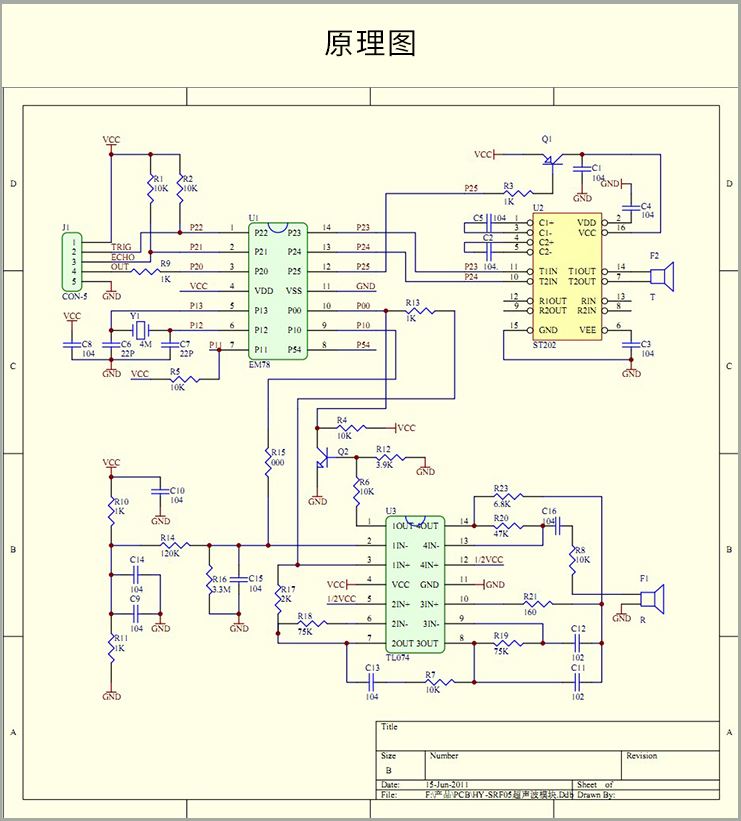 原理图
D
D
C
C
B
B
A
A
VCC
R1
10K
R2
10K
J1
1
2
3
4
5
CON-5
TRIG
ECHO
OUT
R9
1K
GND
P22
P21
P20
VCC
P13
P12
P11
U1
1
2
3
4
5
6
7
P22
P21
P20
VDD
P13
P12
P11
P23
P24
P25
VSS
P00
P10
P54
14
13
12
11
10
9
8
EM78
P23
P24
P25
GND
P00
P10
P54
VCC
C8
104
C6
22P
Y1
4M
C7
22P
GND
VCC
R5
10K
R13
1K
VCC
Q1
C1
104
GND
GND
C4
104
P25
R3
1K
U2
C5
104
C2
104.
P23
P24
1
3
4
5
11
10
12
9
15
C1+
C1-
C2+
C2-
T1IN
T2IN
R1OUT
R2OUT
GND
VDD
VCC
T1OUT
T2OUT
RIN
R2IN
VEE
2
16
14
7
13
8
6
ST202
F2
T
C3
104
GND
R4
10K
VCC
Q2
R12
3.9K
GND
GND
R6
10K
R15
000
VCC
R10
1K
C10
104
GND
R14
120K
C14
104
C9
104
GND
R16
3.3M
C15
104
GND
R11
1K
GND
R17
2K
R18
75K
VCC
1/2VCC
U3
1
2
3
4
5
6
7
1OUT
1IN-
1IN+
VCC
2IN+
2IN-
2OUT
4OUT
4IN-
4IN+
GND
3IN+
3IN-
3OUT
14
13
12
11
10
9
8
TL074
1/2VCC
GND
R23
6.8K
R20
47K
C16
104
R8
10K
R21
160
F1
R
GND
R19
75K
C12
102
C11
102
C13
104
R7
10K
Title
Size
Number
Revision
B
Date:
15-Jun-2011
Sheet of
File:
F:\产品\PCB\HY-SRF05超声波模块.Ddb
Drawn By: